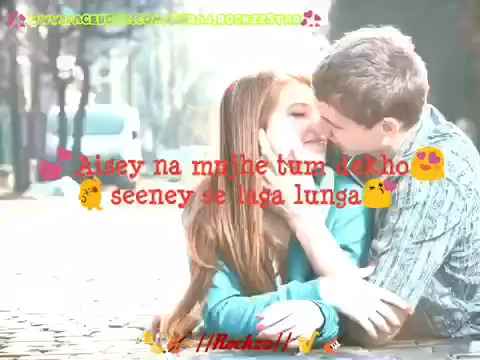 💕Aisey na mujhe tum dekho😍
seeney se laga lunga😘
//Rockzz//